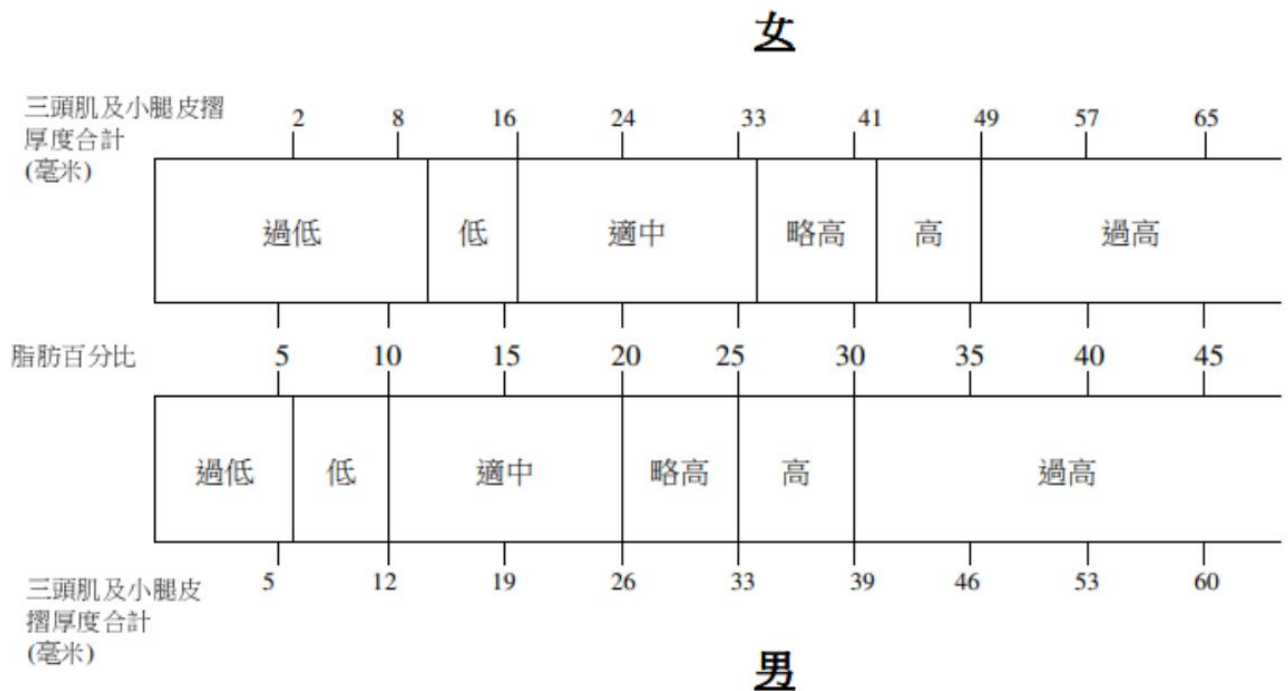 女
三頭肌及小腿皮摺
厚度合計
(毫米)
2 8 16 24 33 41 49 57 65
過低 低 適中 略高 高 過高
脂肪百分比 5 10 15 20 25 30 35 40 45
過低 低 適中 略高 高 過高
5 12 19 26 33 39 46 53 60
三頭肌及小腿皮
摺厚度合計
(毫米)
男